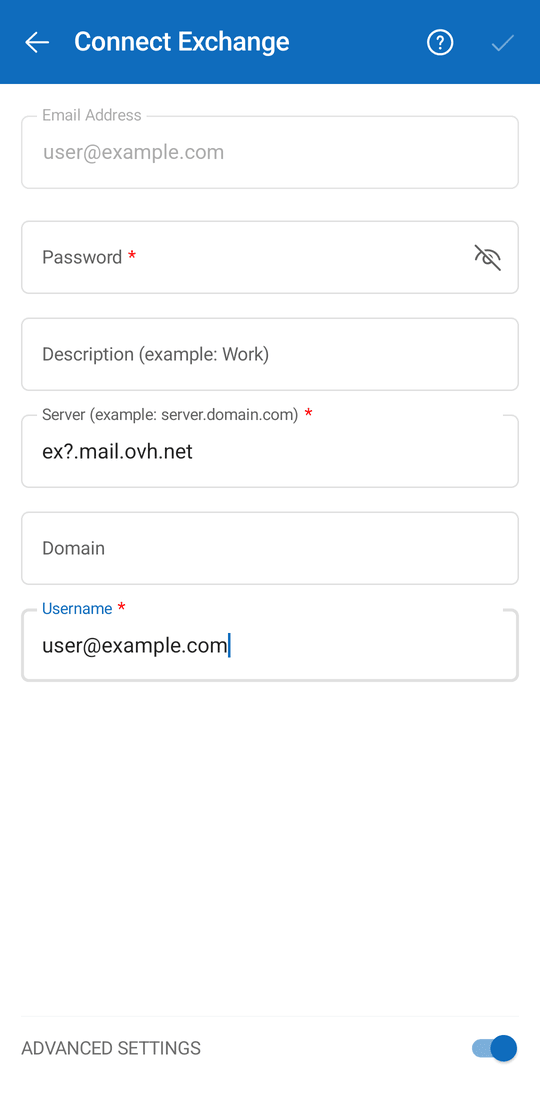 Connect Exchange
Email Address
user@example.com
Password *
Description (example: Work)
Server (example: server.domain.com) *
ex?.mail.ovh.net
Domain
Username *
user@example.com
ADVANCED SETTINGS